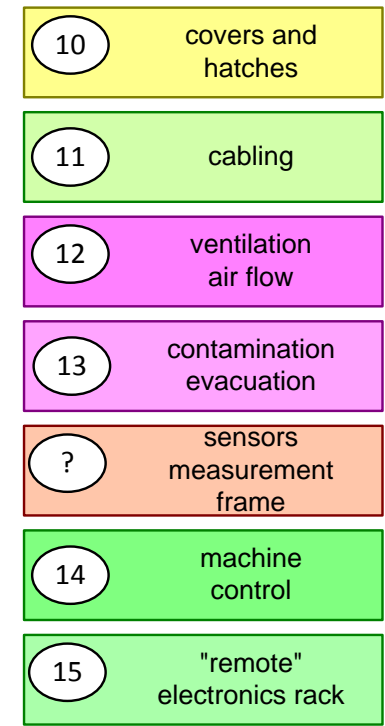 10
covers and
hatches
11
cabling
12
ventilation
air flow
13
contamination
evacuation
?
sensors
measurement
frame
14
machine
control
15
"remote"
electronics rack